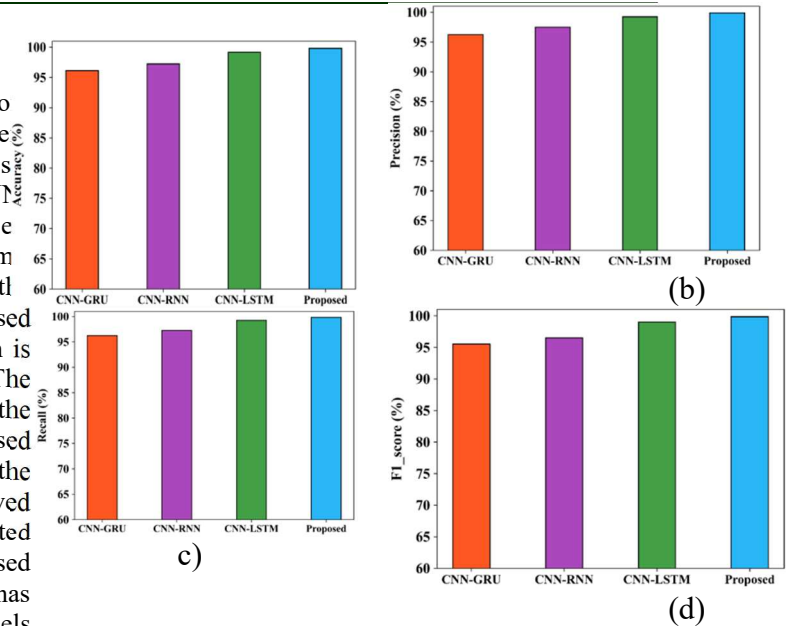 100
95
90
85
80
75
70
65
60
Accuracy (%)
CNN-GRU CNN-RNN CNN-LSTM Proposed
100
95
90
85
80
75
70
65
60
Precision (%)
CNN-GRU CNN-RNN CNN-LSTM Proposed
(b)
100
95
90
85
80
75
70
65
60
Recall (%)
CNN-GRU CNN-RNN CNN-LSTM Proposed
c)
100
95
90
85
80
75
70
65
60
F1_score (%)
CNN-GRU CNN-RNN CNN-LSTM Proposed
(d)
o
e
s
e
sed
is
The
the
sed
the
ved
ted
sed
has
els